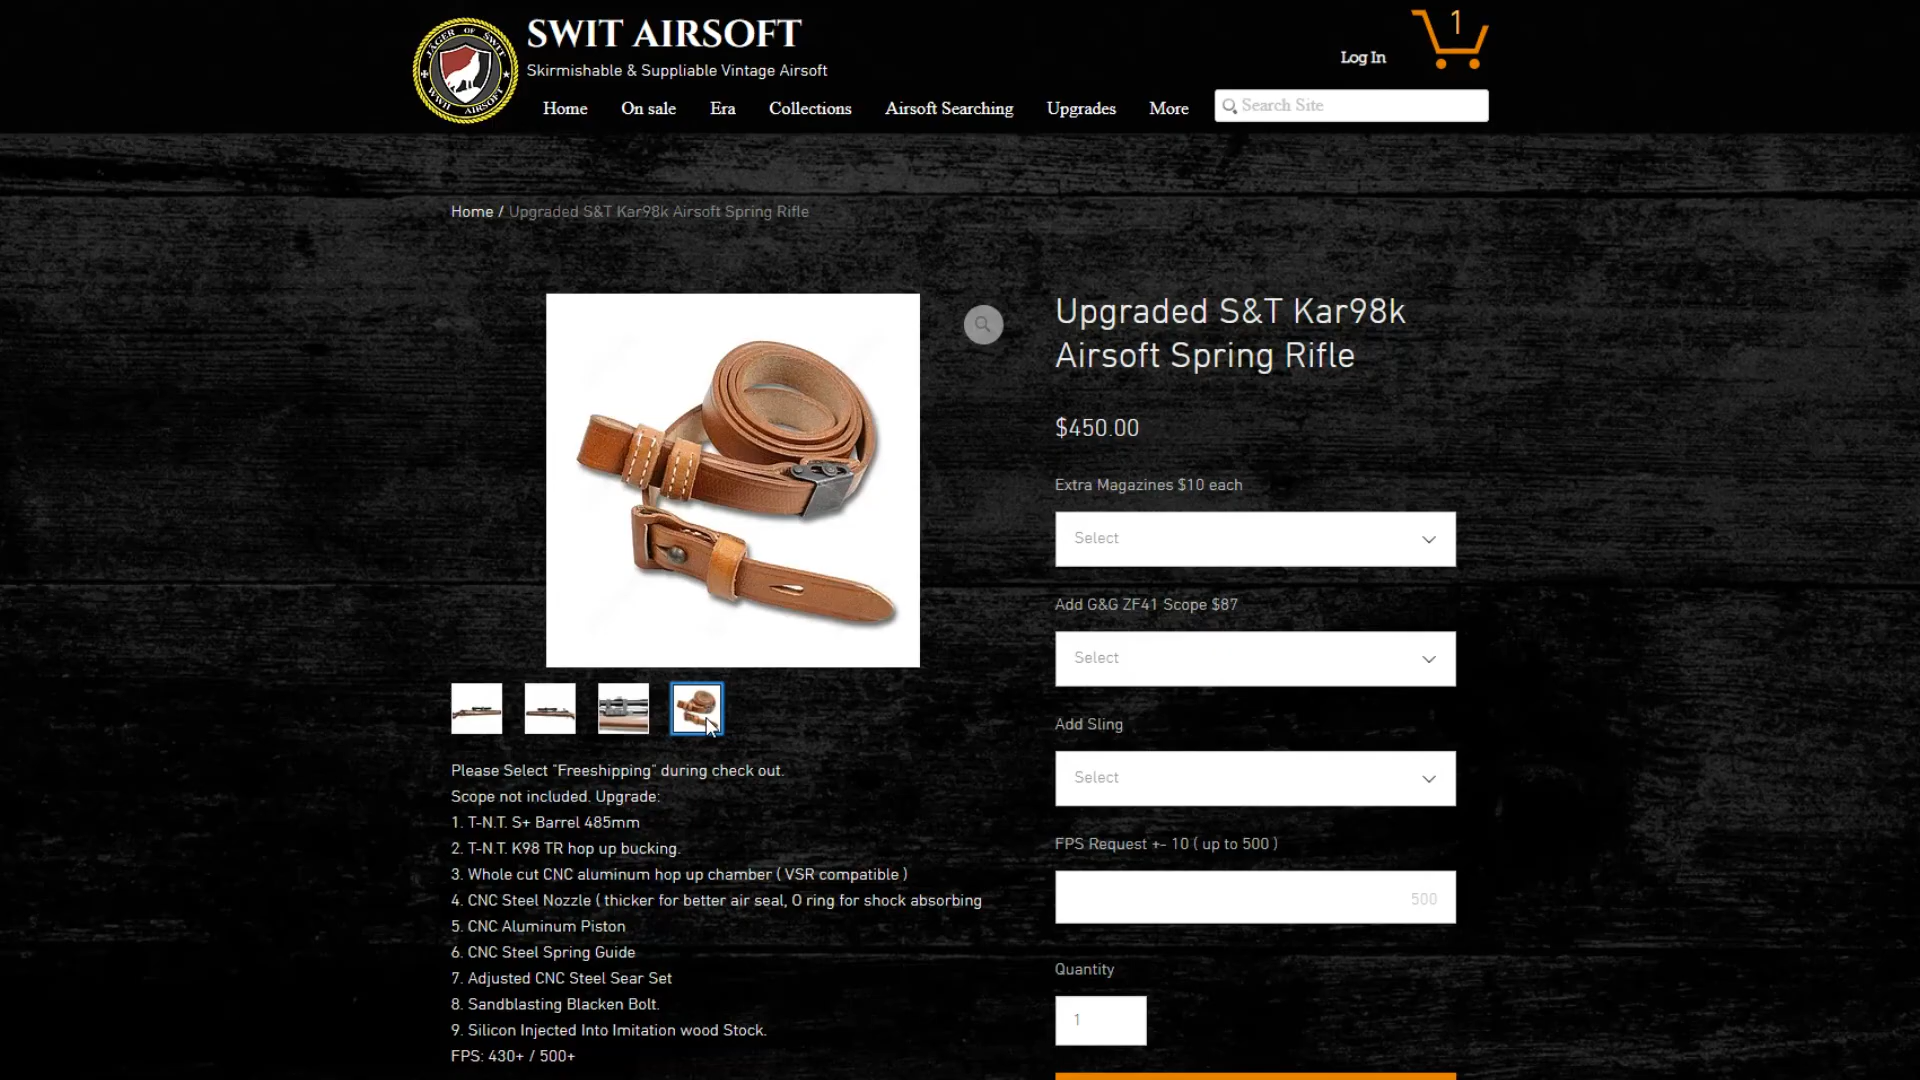 JÄGER OF SWIT
WWII AIRSOFT
SWIT AIRSOFT
Skirmishable & Suppliable Vintage Airsoft
Log In
1
Home
On sale
Era
Collections
Airsoft Searching
Upgrades
More
Search Site
Home / Upgraded S&T Kar98k Airsoft Spring Rifle
Upgraded S&T Kar98k
Airsoft Spring Rifle
$450.00
Extra Magazines $10 each
Select
Add G&G ZF41 Scope $87
Select
Add Sling
Select
FPS Request +- 10 ( up to 500 )
500
Quantity
1
Please Select "Freeshipping" during check out.
Scope not included. Upgrade:
1. T-N.T. S+ Barrel 485mm
2. T-N.T. K98 TR hop up bucking.
3. Whole cut CNC aluminum hop up chamber ( VSR compatible )
4. CNC Steel Nozzle ( thicker for better air seal, O ring for shock absorbing
5. CNC Aluminum Piston
6. CNC Steel Spring Guide
7. Adjusted CNC Steel Sear Set
8. Sandblasting Blacken Bolt.
9. Silicon Injected Into Imitation wood Stock.
FPS: 430+ / 500+